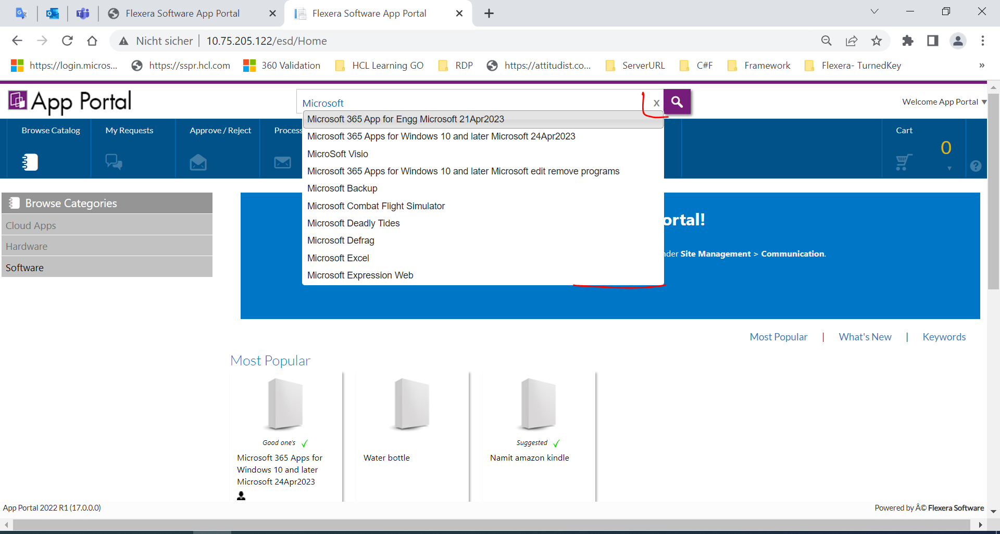 Flexera Software App Portal
Flexera Software App Portal
Nicht sicher
10.75.205.122/esd/Home
https://login.micros...
https://sspr.hcl.com
360 Validation
HCL Learning GO
RDP
https://attitudist.co...
ServerURL
C#F
Framework
Flexera- TurnedKey
»
App Portal
Microsoft
x
Welcome App Portal
Browse Catalog
My Requests
Approve / Reject
Process
Cart
0
Microsoft 365 App for Engg Microsoft 21Apr2023
Microsoft 365 Apps for Windows 10 and later Microsoft 24Apr2023
MicroSoft Visio
Microsoft 365 Apps for Windows 10 and later Microsoft edit remove programs
Microsoft Backup
Microsoft Combat Flight Simulator
Microsoft Deadly Tides
Microsoft Defrag
Microsoft Excel
Microsoft Expression Web
Browse Categories
Cloud Apps
Hardware
Software
ortal!
nder Site Management > Communication.
Most Popular | What's New | Keywords
Most Popular
Good one's
Microsoft 365 Apps for
Windows 10 and later
Microsoft 24Apr2023
Water bottle
Suggested
Namit amazon kindle
App Portal 2022 R1 (17.0.0.0)
Powered by Â© Flexera Software